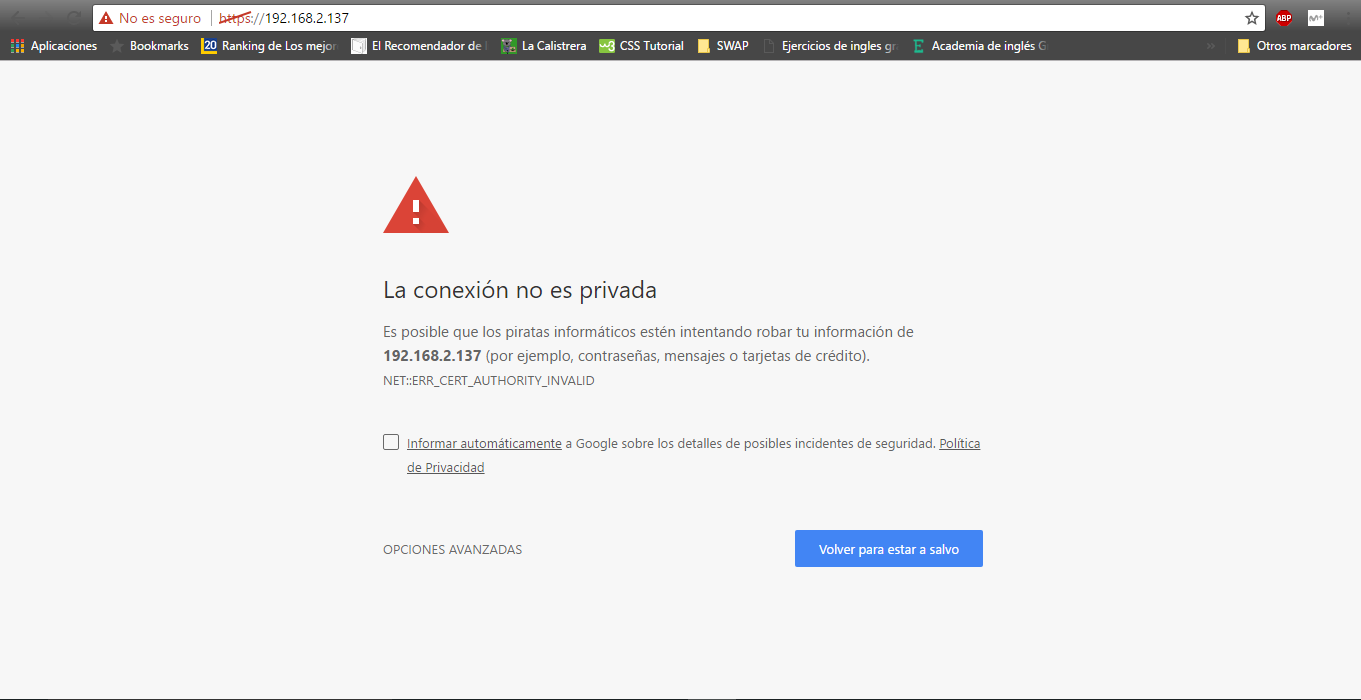 No es seguro https://192.168.2.137 ABP M+
Aplicaciones Bookmarks 20 Ranking de Los mejor El Recomendador de La Calistrera w3 CSS Tutorial SWAP Ejercicios de ingles gr E Academia de inglés G » Otros marcadores
La conexión no es privada
Es posible que los piratas informáticos estén intentando robar tu información de
192.168.2.137 (por ejemplo, contraseñas, mensajes o tarjetas de crédito).
NET::ERR_CERT_AUTHORITY_INVALID
Informar automáticamente a Google sobre los detalles de posibles incidentes de seguridad. Política
de Privacidad
OPCIONES AVANZADAS Volver para estar a salvo